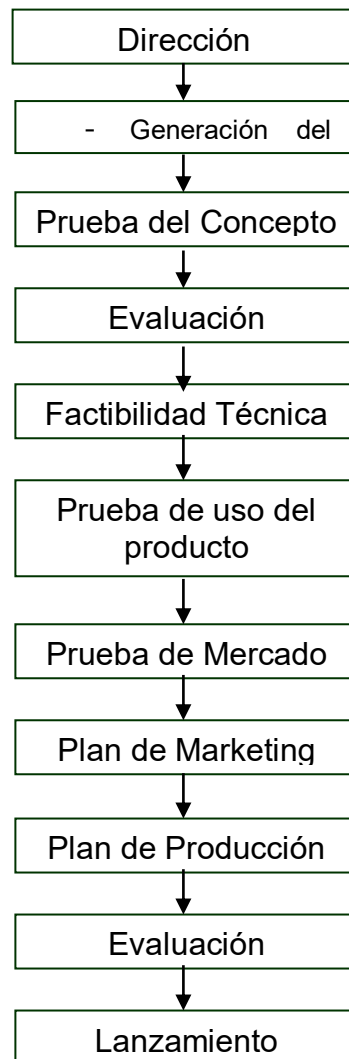 Dirección
- Generación del
Prueba del Concepto
Evaluación
Factibilidad Técnica
Prueba de uso del
producto
Prueba de Mercado
Plan de Marketing
Plan de Producción
Evaluación
Lanzamiento